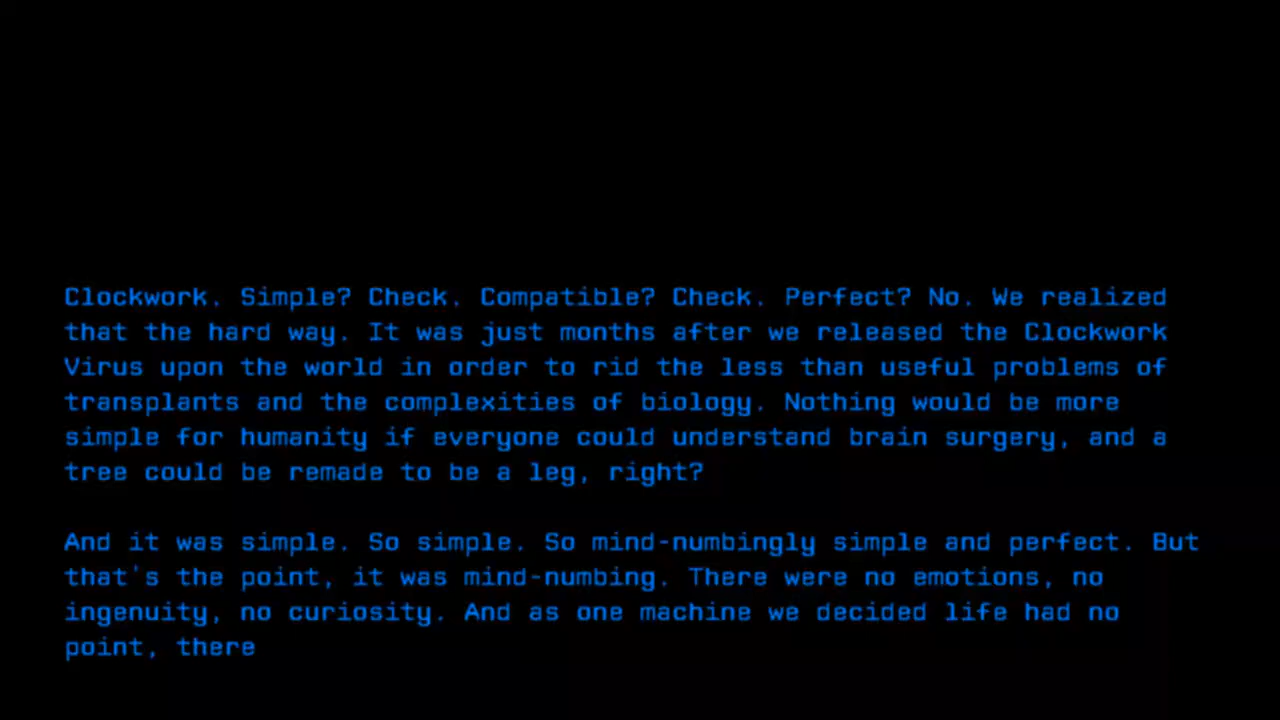 Clockwork. Simple? Check. Compatible? Check. Perfect? No. We realized
that the hard way. It was just months after we released the Clockwork
Virus upon the world in order to rid the less than useful problems of
transplants and the complexities of biology. Nothing would be more
simple for humanity if everyone could understand brain surgery, and a
tree could be remade to be a leg, right?
And it was simple. So simple. So mind-numbingly simple and perfect. But
that's the point, it was mind-numbing. There were no emotions, no
ingenuity, no curiosity. And as one machine we decided life had no
point, there